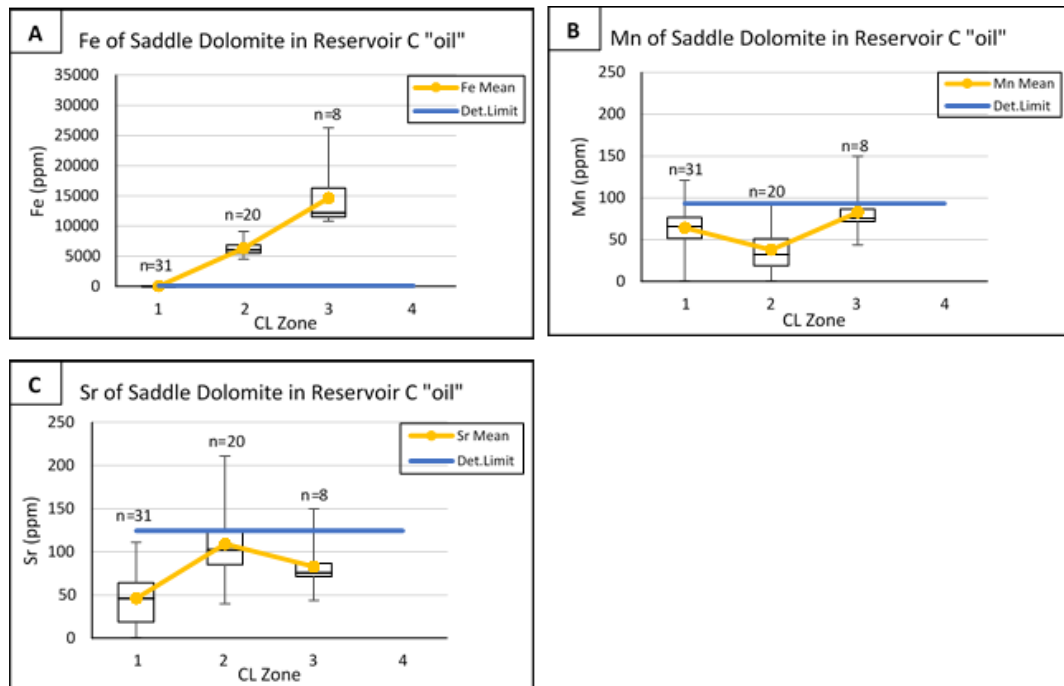 A
Fe of Saddle Dolomite in Reservoir C "oil"
35000
30000
25000
20000
15000
10000
5000
0
Fe (ppm)
Fe Mean
Det.Limit
n=31
n=20
n=8
1 2 3 4
CL Zone
B
Mn of Saddle Dolomite in Reservoir C "oil"
250
200
150
100
50
0
Mn (ppm)
Mn Mean
Det.Limit
n=31
n=20
n=8
1 2 3 4
CL Zone
C
Sr of Saddle Dolomite in Reservoir C "oil"
250
200
150
100
50
0
Sr (ppm)
Sr Mean
Det.Limit
n=31
n=20
n=8
1 2 3 4
CL Zone